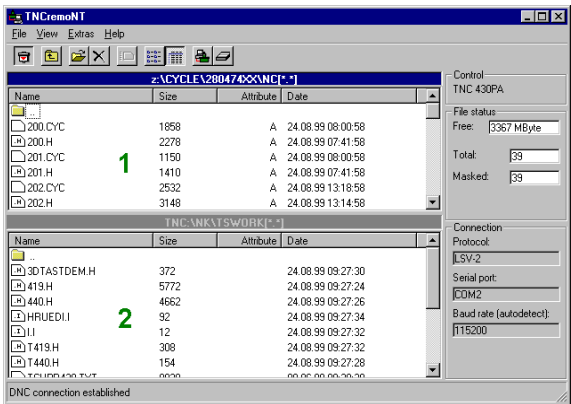 TNCremoNT
File View Extras Help
z:\CYCLE\280474XX\NC[*.*]
Name Size Attribute Date
..
200.CYC 1858 A 24.08.99 08:00:58
200.H 2278 A 24.08.99 07:41:58
201.CYC 1150 A 24.08.99 08:00:58
201.H 1410 A 24.08.99 07:41:58
202.CYC 2532 A 24.08.99 13:18:58
202.H 3148 A 24.08.99 13:14:58
1
TNC:\NK\TSWORK[*.*]
Name Size Attribute Date
..
3DTASTDEM.H 372 24.08.99 09:27:30
419.H 5772 24.08.99 09:27:24
440.H 4662 24.08.99 09:27:26
HRUEDI.I 92 24.08.99 09:27:34
I.I 12 24.08.99 09:27:32
T419.H 308 24.08.99 09:27:32
T440.H 154 24.08.99 09:27:28
2
Control
TNC 430PA
File status
Free: 3367 MByte
Total: 39
Masked: 39
Connection
Protocol:
LSV-2
Serial port:
COM2
Baud rate (autodetect):
115200
DNC connection established